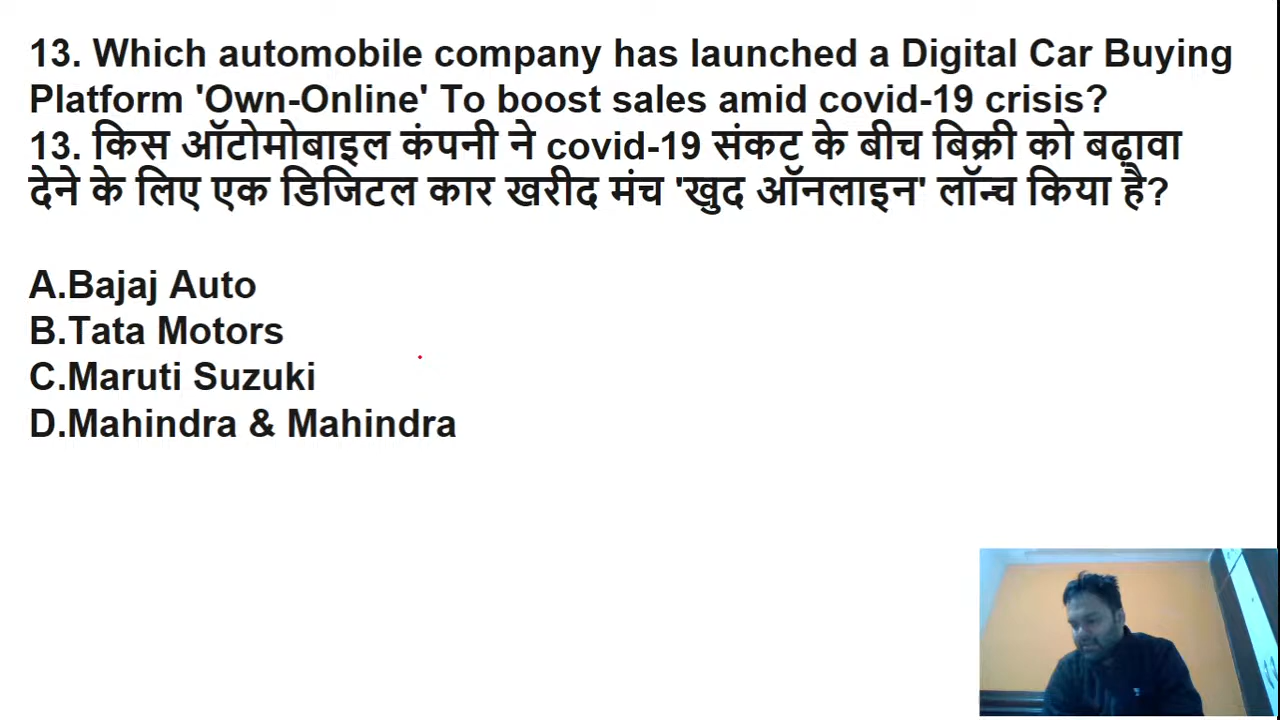 13. Which automobile company has launched a Digital Car Buying
Platform 'Own-Online' To boost sales amid covid-19 crisis?
13. किस ऑटोमोबाइल कंपनी ने covid-19 संकट के बीच बिक्री को बढ़ावा
देने के लिए एक डिजिटल कार खरीद मंच 'खुद ऑनलाइन' लॉन्च किया है?
A.Bajaj Auto
B.Tata Motors
C.Maruti Suzuki
D.Mahindra & Mahindra